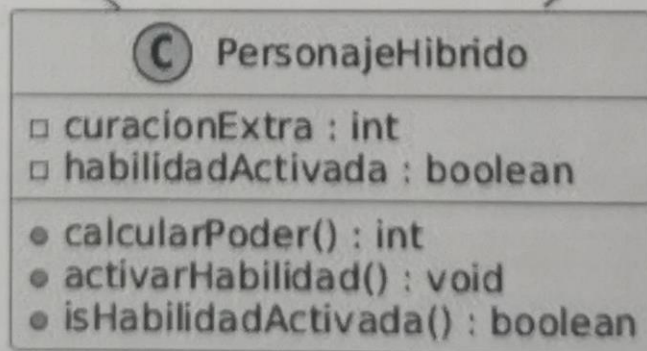 C PersonajeHibrido
curacionExtra : int
habilidadActivada : boolean
calcularPoder() : int
activarHabilidad() : void
isHabilidadActivada() : boolean